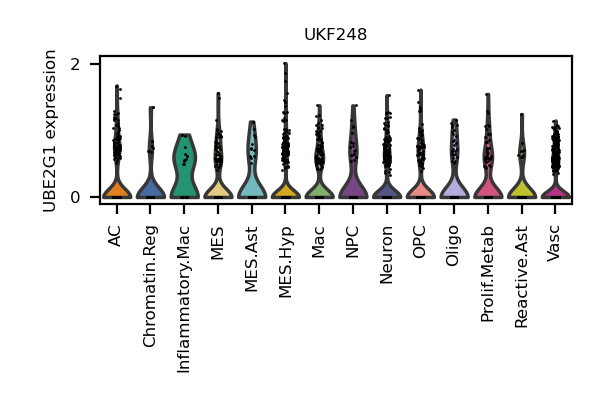 UKF248
UBE2G1 expression
2
0
AC
Chromatin.Reg
Inflammatory.Mac
MES
MES.Ast
MES.Hyp
Mac
NPC
Neuron
OPC
Oligo
Prolif.Metab
Reactive.Ast
Vasc